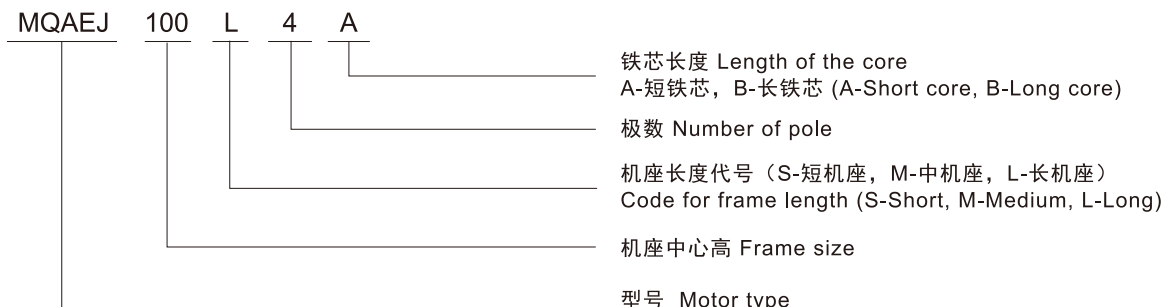 MQAEJ 100 L 4 A
铁芯长度 Length of the core
A-短铁芯，B-长铁芯 (A-Short core, B-Long core)
极数 Number of pole
机座长度代号（S-短机座，M-中机座，L-长机座）
Code for frame length (S-Short, M-Medium, L-Long)
机座中心高 Frame size
型号 Motor type